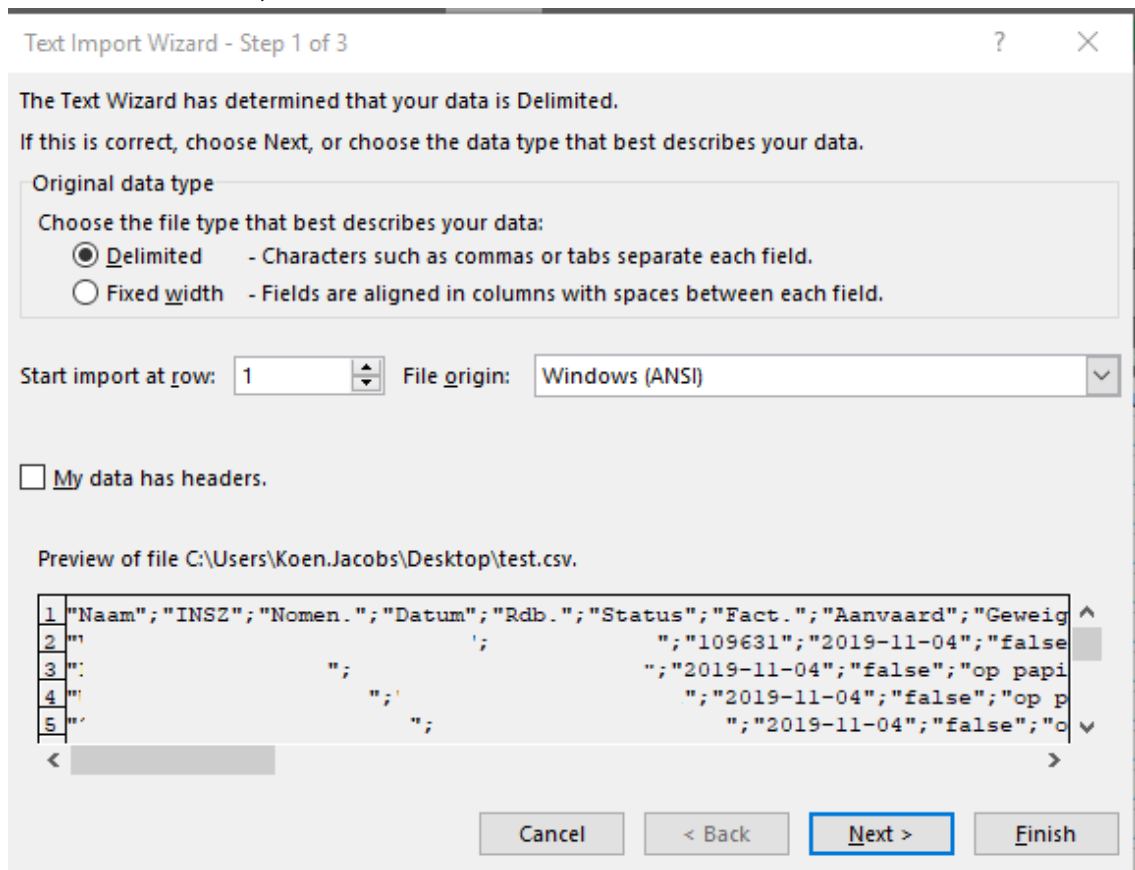 Text Import Wizard - Step 1 of 3 ?
The Text Wizard has determined that your data is Delimited.
If this is correct, choose Next, or choose the data type that best describes your data.
Original data type
Choose the file type that best describes your data:
Delimited - Characters such as commas or tabs separate each field.
Fixed width - Fields are aligned in columns with spaces between each field.
Start import at row: 1 File origin: Windows (ANSI)
My data has headers.
Preview of file C:\Users\Koen.Jacobs\Desktop\test.csv.
1 "Naam";"INSZ";"Nomen.";"Datum";"Rdb.";"Status";"Fact.";"Aanvaard";"Geweig
2 " "; ";"109631";"2019-11-04";"false
3 " "; ";"2019-11-04";"false";"op papi
4 " "; ";"2019-11-04";"false";"op p
5 " "; ";"2019-11-04";"false";"o
Cancel < Back Next > Finish